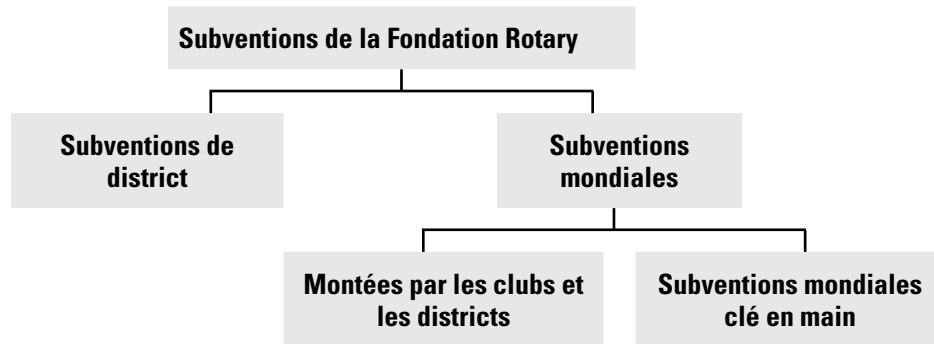 Subventions de la Fondation Rotary
Subventions de
district
Subventions
mondiales
Montées par les clubs et
les districts
Subventions mondiales
clé en main